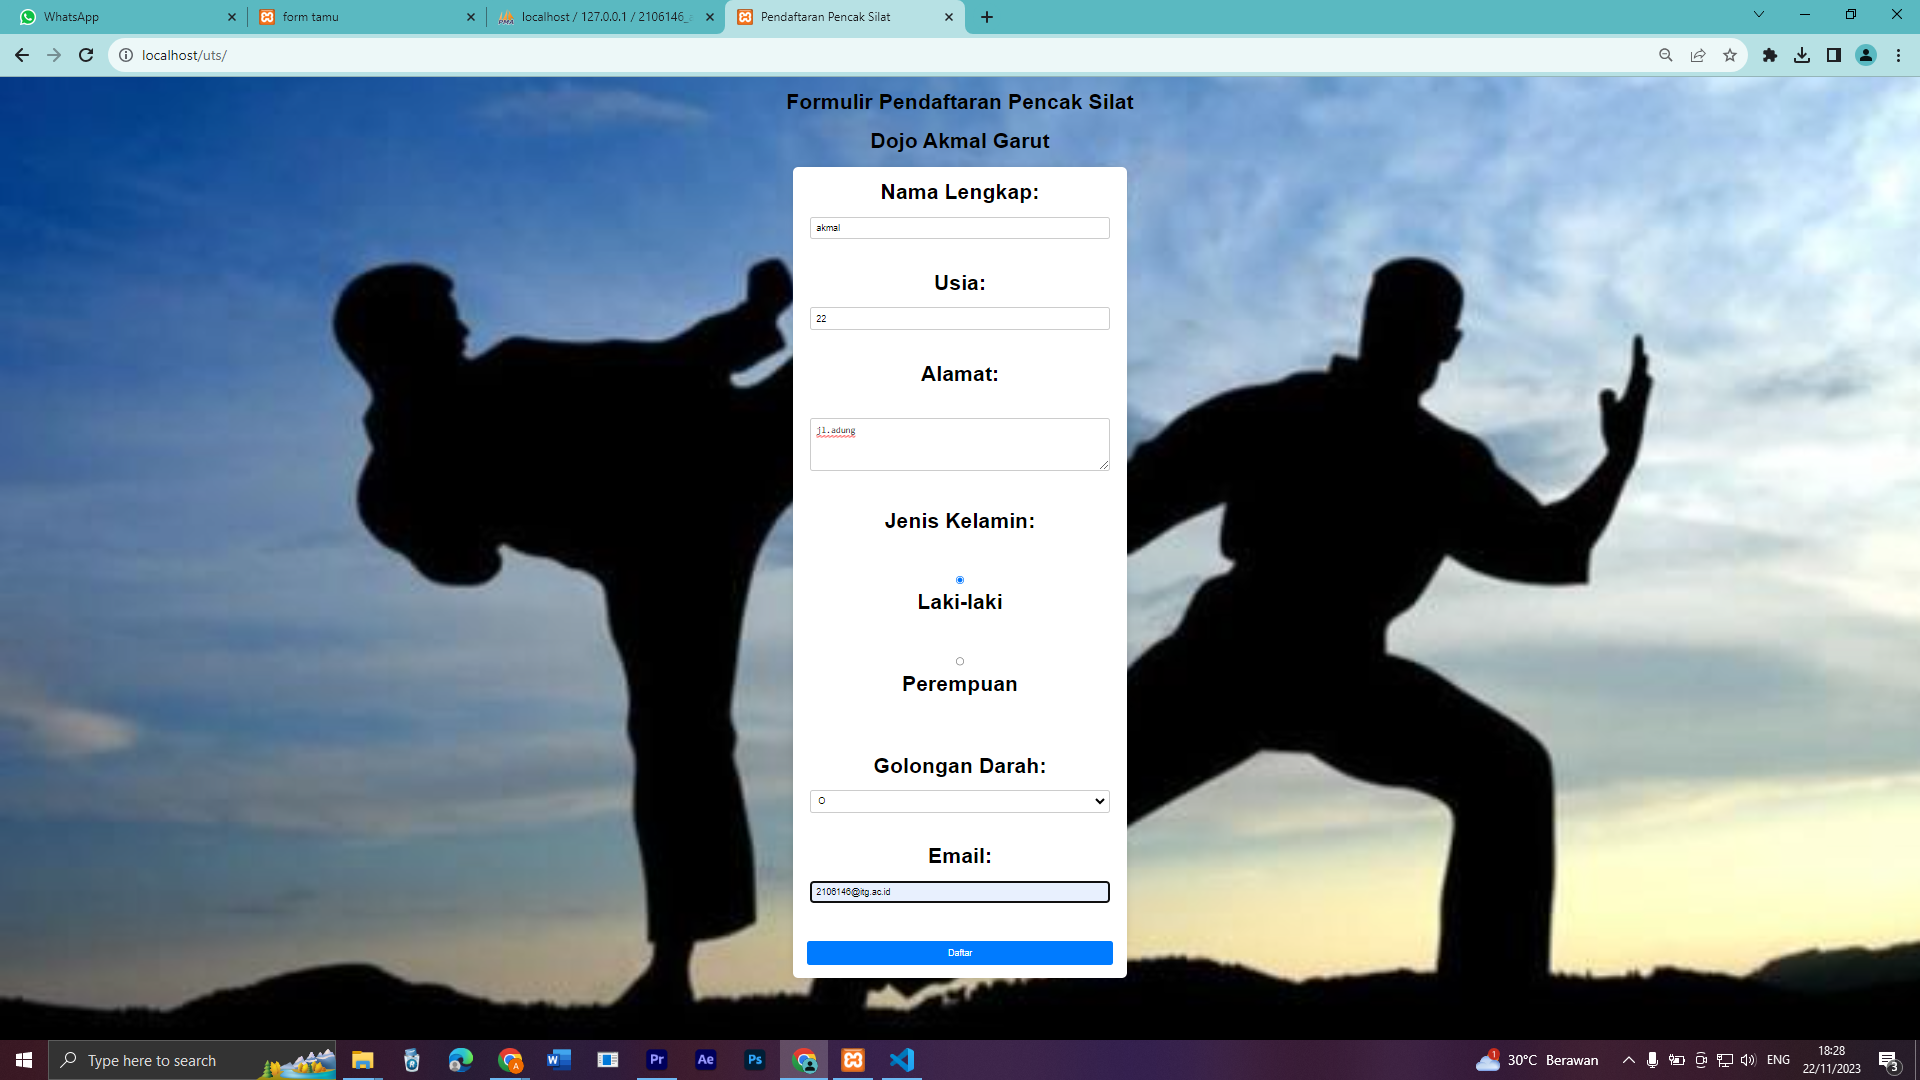 WhatsApp
form tamu
localhost / 127.0.0.1 / 2106146_a
Pendaftaran Pencak Silat
localhost/uts/
Formulir Pendaftaran Pencak Silat
Dojo Akmal Garut
Nama Lengkap:
akmal
Usia:
22
Alamat:
jl.adung
Jenis Kelamin:
Laki-laki
Perempuan
Golongan Darah:
O
Email:
2106146@itg.ac.id
Daftar
Type here to search
Pr
Ae
Ps
1
30°C Berawan
ENG
18:28
22/11/2023
3